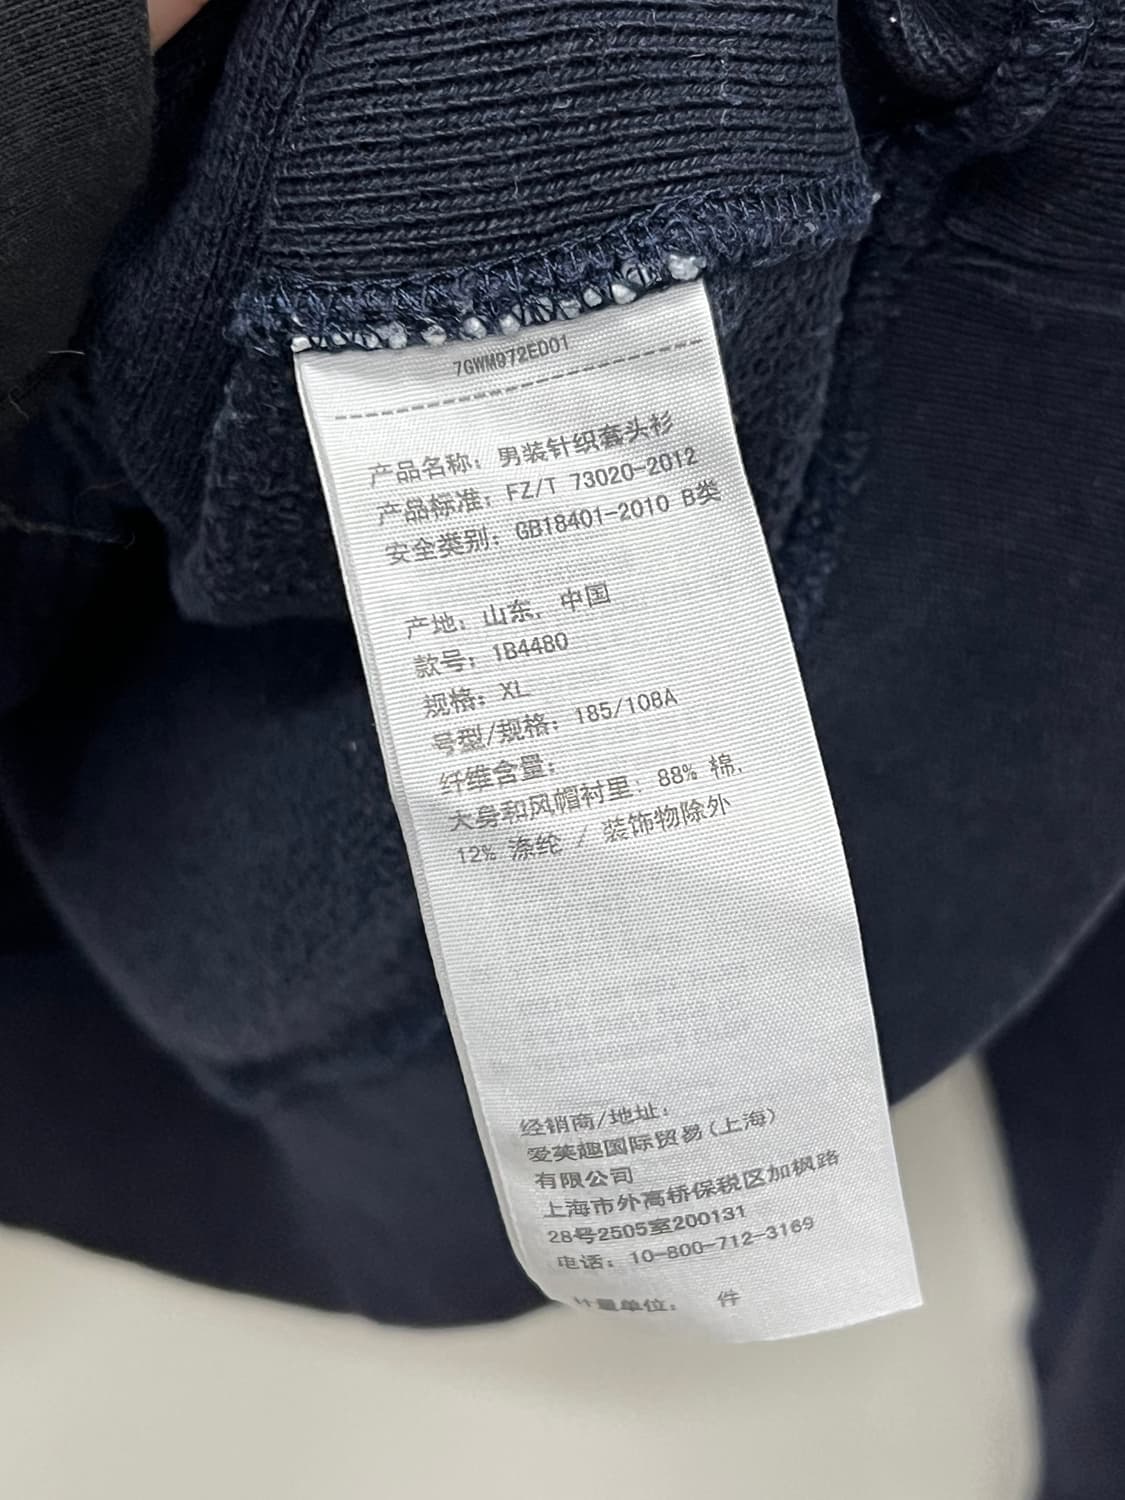 7GWM972ED01
产品名称: 男装针织套头衫
产品标准: FZ/T 73020-2012
安全类别: GB18401-2010 B类
产地: 山东, 中国
款号: 1B4480
规格: XL
号型/规格: 185/108A
纤维含量:
大身和风帽衬里: 88% 棉,
12% 涤纶 / 装饰物除外
经销商/地址:
爱芙趣国际贸易(上海)
有限公司
上海市外高桥保税区加枫路
28号2505室200131
电话: 10-800-712-3169
计量单位: 件